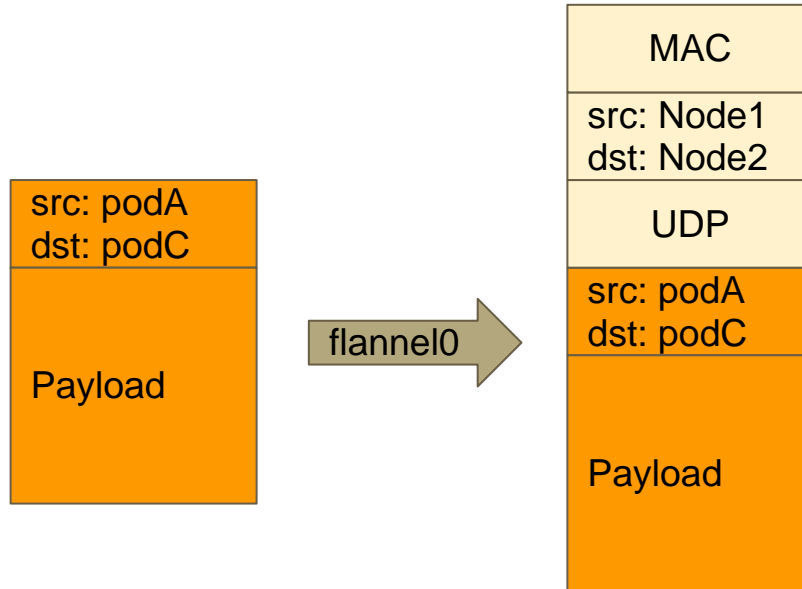 src: podA
dst: podC
Payload
flannel0
MAC
src: Node1
dst: Node2
UDP
src: podA
dst: podC
Payload